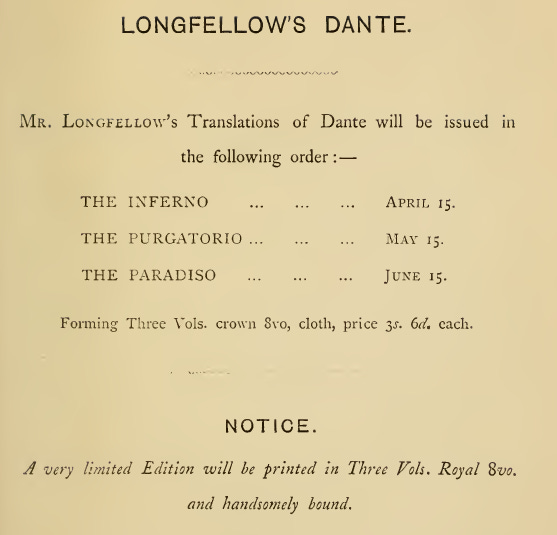 LONGFELLOW'S DANTE.
MR. LONGFELLOW'S Translations of Dante will be issued in
the following order:—
THE INFERNO ... ... ... APRIL 15.
THE PURGATORIO ... ... ... MAY 15.
THE PARADISO ... ... ... JUNE 15.
Forming Three Vols. crown 8vo, cloth, price 3s. 6d. each.
NOTICE.
A very limited Edition will be printed in Three Vols. Royal 8vo.
and handsomely bound.